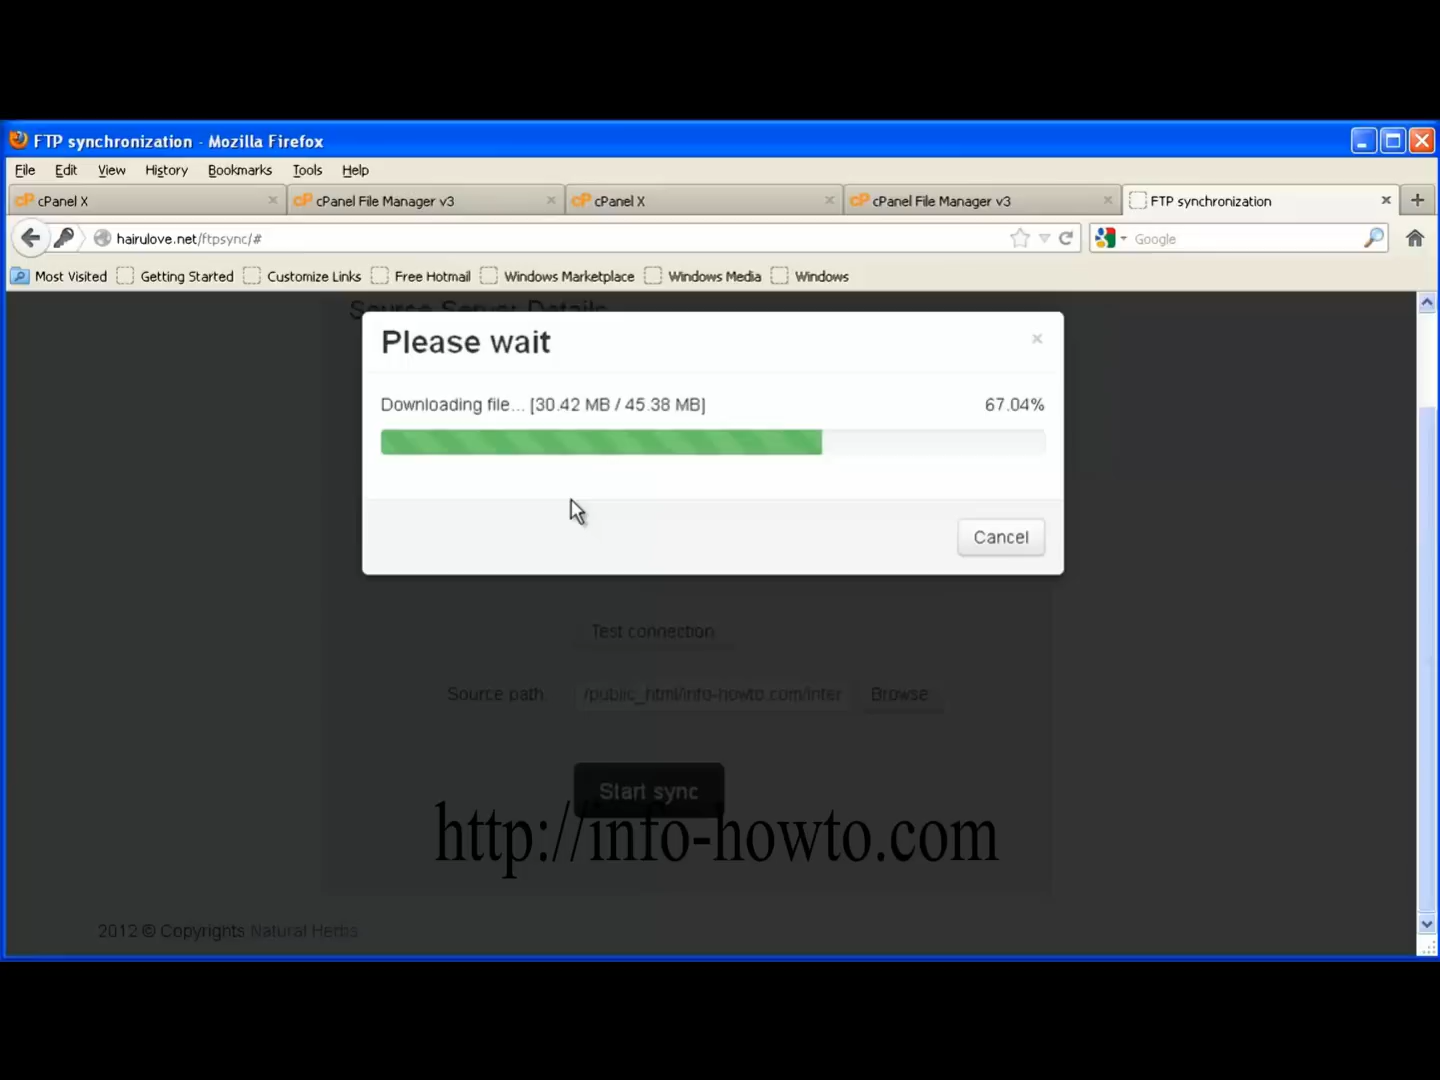 FTP synchronization - Mozilla Firefox
File Edit View History Bookmarks Tools Help
cPanel X cPanel File Manager v3 cPanel X cPanel File Manager v3 FTP synchronization
hairulove.net/ftpsync/# Google
Most Visited Getting Started Customize Links Free Hotmail Windows Marketplace Windows Media Windows
Source Server Details
Please wait
Downloading file... [30.42 MB / 45.38 MB] 67.04%
Cancel
Test connection
Source path /public_html/info-howto.com/inter Browse
Start sync
http://info-howto.com
2012 © Copyrights Natural Herbs